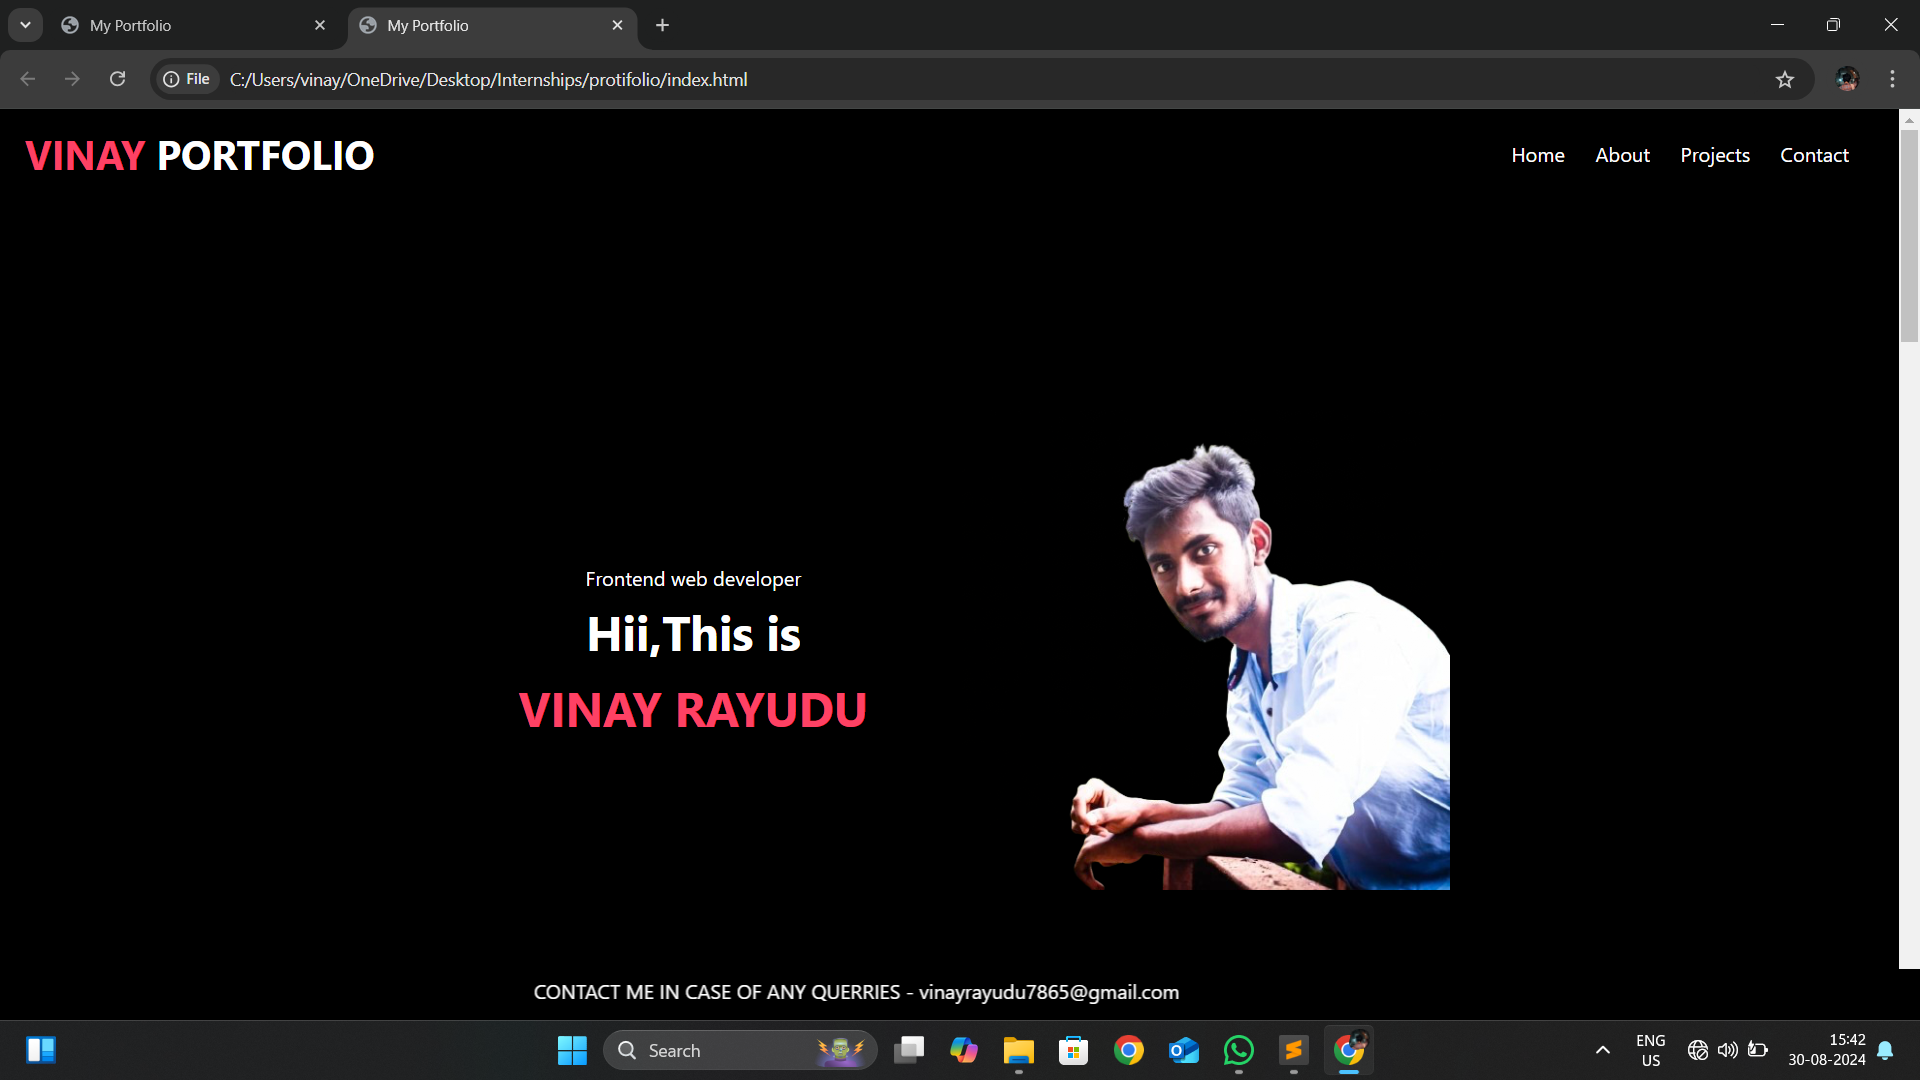 My Portfolio
My Portfolio
File C:/Users/vinay/OneDrive/Desktop/Internships/protifolio/index.html
VINAY PORTFOLIO
Home About Projects Contact
Frontend web developer
Hii,This is
VINAY RAYUDU
CONTACT ME IN CASE OF ANY QUERRIES - vinayrayudu7865@gmail.com
Search
ENG
US
15:42
30-08-2024